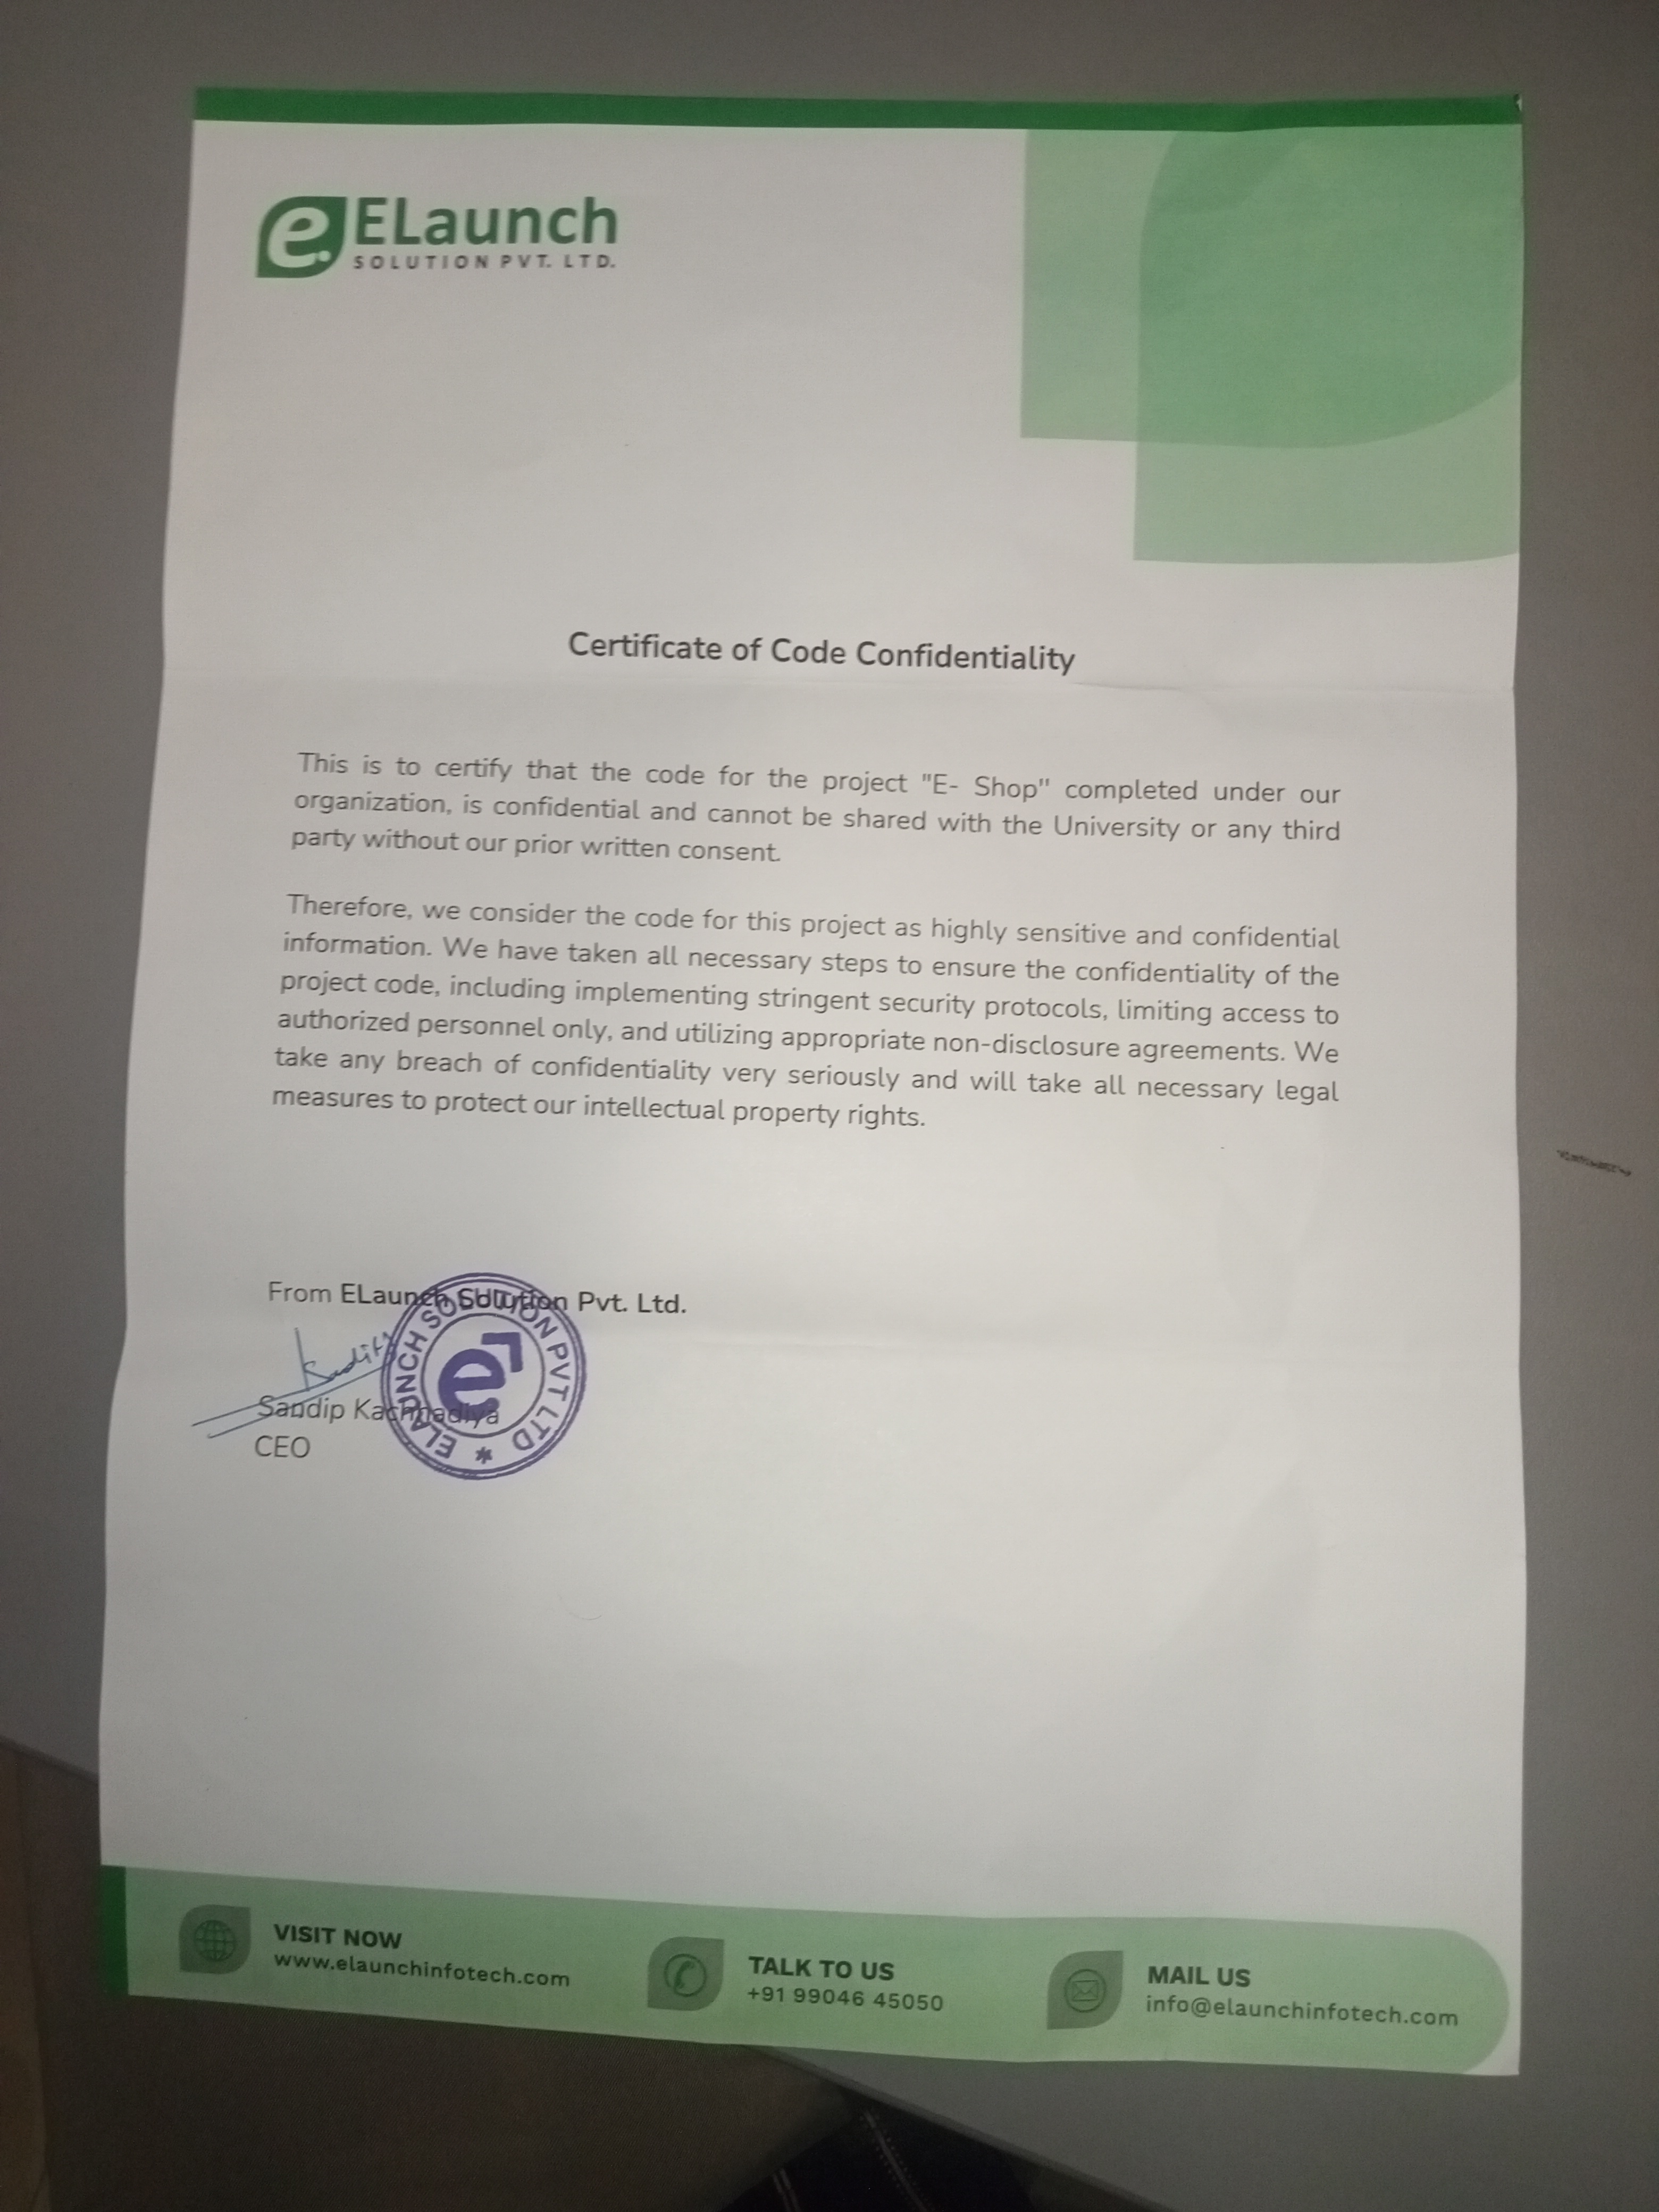 e.
ELaunch
SOLUTION PVT. LTD.
Certificate of Code Confidentiality
This is to certify that the code for the project "E- Shop" completed under our
organization, is confidential and cannot be shared with the University or any third
party without our prior written consent.
Therefore, we consider the code for this project as highly sensitive and confidential
information. We have taken all necessary steps to ensure the confidentiality of the
project code, including implementing stringent security protocols, limiting access to
authorized personnel only, and utilizing appropriate non-disclosure agreements. We
take any breach of confidentiality very seriously and will take all necessary legal
measures to protect our intellectual property rights.
From ELaunch Solution Pvt. Ltd.
ELAUNCH SOLUTION PVT LTD *
e
Sandip Kachhadiya
CEO
VISIT NOW
www.elaunchinfotech.com
TALK TO US
+91 99046 45050
MAIL US
info@elaunchinfotech.com